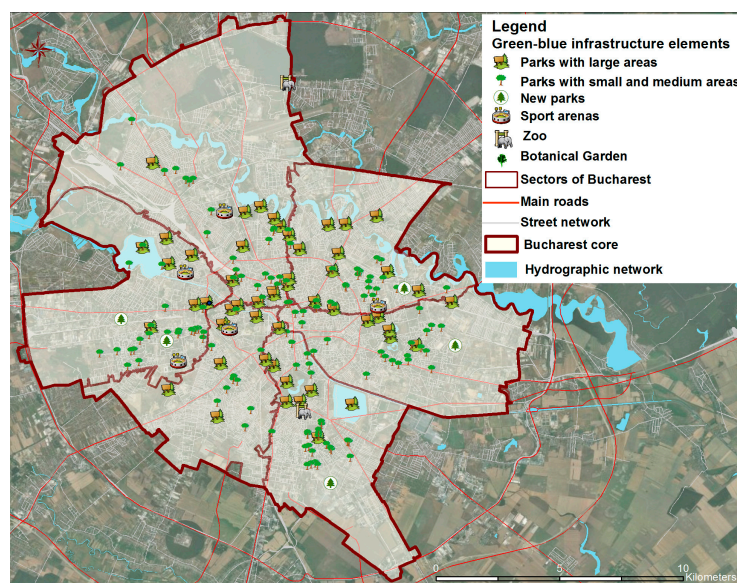 Legend
Green-blue infrastructure elements
Parks with large areas
Parks with small and medium areas
New parks
Sport arenas
Zoo
Botanical Garden
Sectors of Bucharest
Main roads
Street network
Bucharest core
Hydrographic network
0 5 10
Kilometers